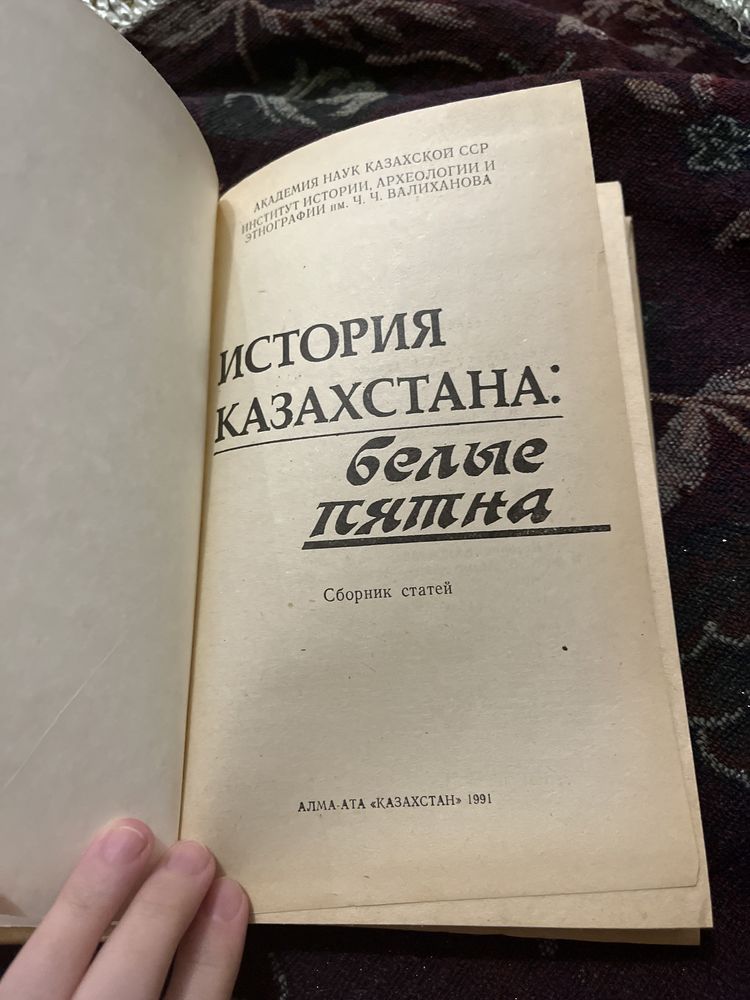 АКАДЕМИЯ НАУК КАЗАХСКОЙ ССР
ИНСТИТУТ ИСТОРИИ, АРХЕОЛОГИИ И
ЭТНОГРАФИИ им. Ч. Ч. ВАЛИХАНОВА
ИСТОРИЯ
КАЗАХСТАНА:
белые
пятна
Сборник статей
АЛМА-АТА «КАЗАХСТАН» 1991